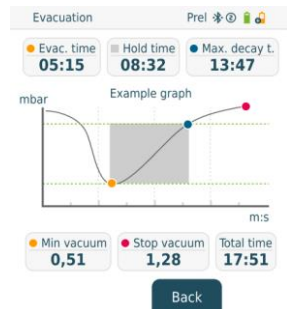 Evacuation Prel
Evac. time Hold time Max. decay t.
05:15 08:32 13:47
Example graph
mbar
m:s
Min vacuum Stop vacuum Total time
0,51 1,28 17:51
Back